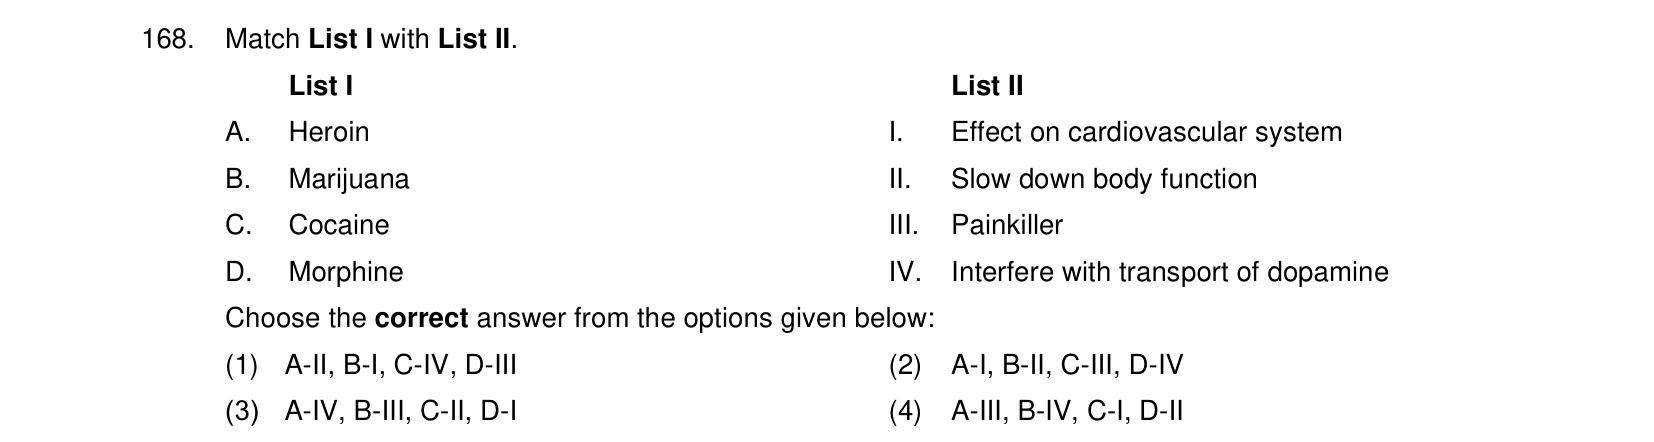 168. Match List I with List II.
List I List II
A. Heroin I. Effect on cardiovascular system
B. Marijuana II. Slow down body function
C. Cocaine III. Painkiller
D. Morphine IV. Interfere with transport of dopamine
Choose the correct answer from the options given below:
(1) A-II, B-I, C-IV, D-III (2) A-I, B-II, C-III, D-IV
(3) A-IV, B-III, C-II, D-I (4) A-III, B-IV, C-I, D-II